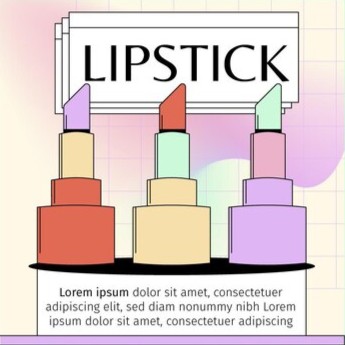 LIPSTICK
Lorem ipsum dolor sit amet, consectetuer
adipiscing elit, sed diam nonummy nibh Lorem
ipsum dolor sit amet, consectetuer adipiscing